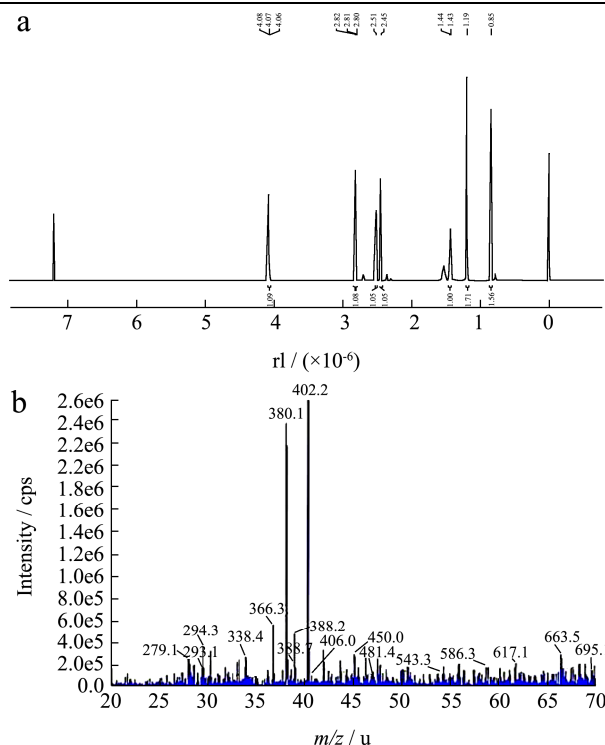 a
4.08
4.07
4.06
2.82
2.81
2.80
2.51
2.45
1.44
1.43
1.19
0.85
1.09
1.08
1.05
1.05
1.00
1.71
1.56
7 6 5 4 3 2 1 0
rl / (×10-6)
b
402.2
2.6e6
380.1
2.4e6
2.2e6
2.0e6
1.8e6
1.6e6
1.4e6
1.2e6
1.0e6
8.0e5
6.0e5
4.0e5
2.0e5
0.0
Intensity / cps
366.3
294.3
388.2
279.1
293.1
338.4
388.7
406.0
450.0
481.4
543.3
586.3
617.1
663.5
695.
20 25 30 35 40 45 50 55 60 65 70
m/z / u